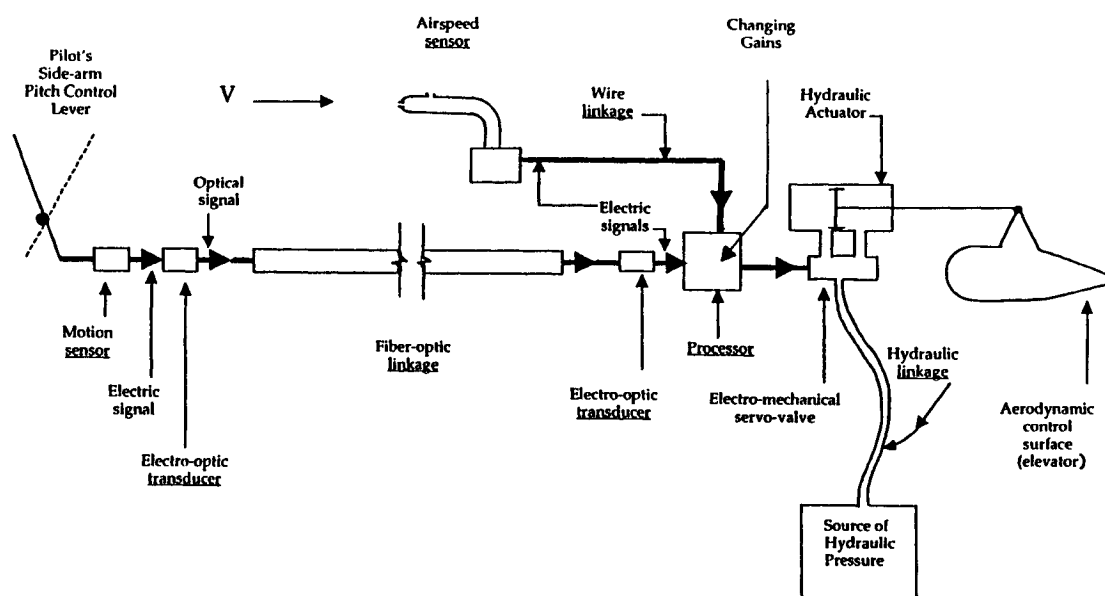 Airspeed
sensor
Changing
Gains
Pilot's
Side-arm
Pitch Control
Lever
V
Wire
linkage
Hydraulic
Actuator
Optical
signal
Electric
signals
Motion
sensor
Fiber-optic
linkage
Processor
Hydraulic
linkage
Electric
signal
Electro-optic
transducer
Electro-mechanical
servo-valve
Aerodynamic
control
surface
(elevator)
Electro-optic
transducer
Source of
Hydraulic
Pressure